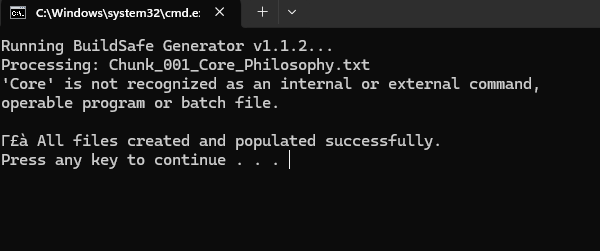 C:\Windows\system32\cmd.e
Running BuildSafe Generator v1.1.2...
Processing: Chunk_001_Core_Philosophy.txt
'Core' is not recognized as an internal or external command,
operable program or batch file.
Γ£à All files created and populated successfully.
Press any key to continue . . .